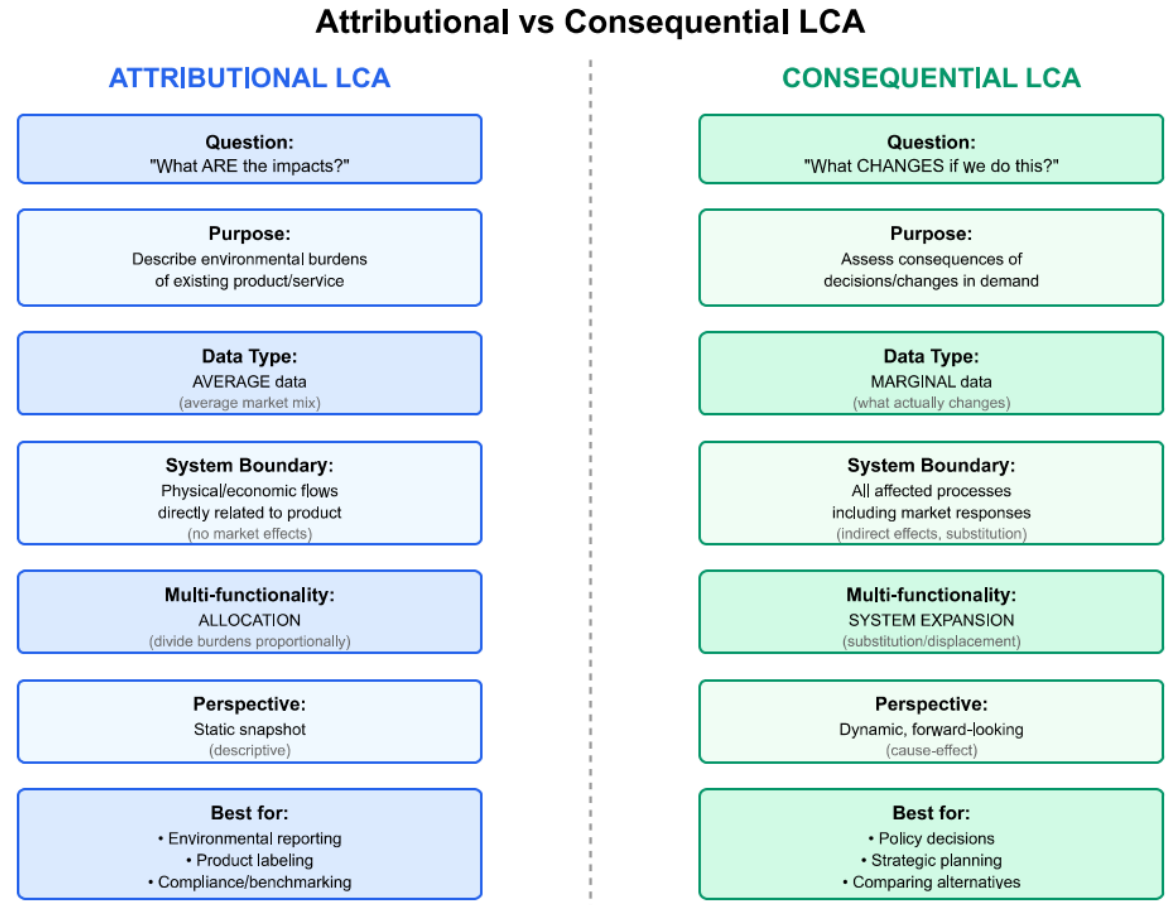 Attributional vs Consequential LCA
ATTRIBUTIONAL LCA
Question:
"What ARE the impacts?"
Purpose:
Describe environmental burdens
of existing product/service
Data Type:
AVERAGE data
(average market mix)
System Boundary:
Physical/economic flows
directly related to product
(no market effects)
Multi-functionality:
ALLOCATION
(divide burdens proportionally)
Perspective:
Static snapshot
(descriptive)
Best for:
• Environmental reporting
• Product labeling
• Compliance/benchmarking
CONSEQUENTIAL LCA
Question:
"What CHANGES if we do this?"
Purpose:
Assess consequences of
decisions/changes in demand
Data Type:
MARGINAL data
(what actually changes)
System Boundary:
All affected processes
including market responses
(indirect effects, substitution)
Multi-functionality:
SYSTEM EXPANSION
(substitution/displacement)
Perspective:
Dynamic, forward-looking
(cause-effect)
Best for:
• Policy decisions
• Strategic planning
• Comparing alternatives